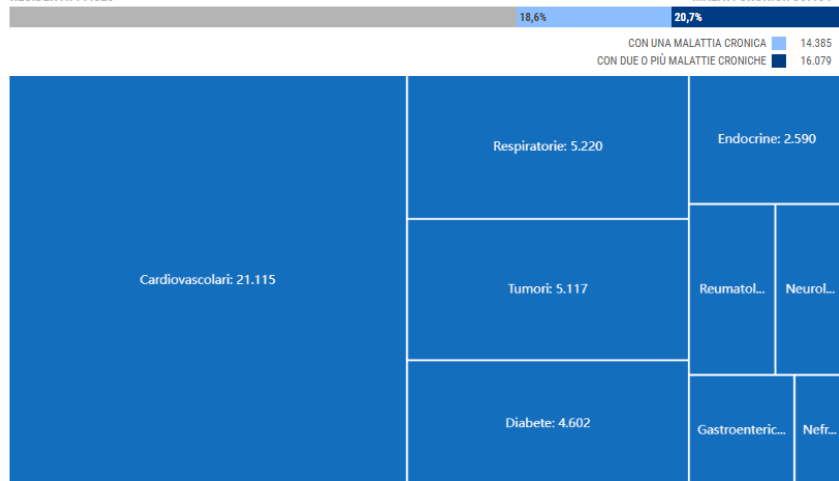 18,6%
20,7%
CON UNA MALATTIA CRONICA 14.385
CON DUE O PIÙ MALATTIE CRONICHE 16.079
Cardiovascolari: 21.115
Respiratorie: 5.220
Endocrine: 2.590
Tumori: 5.117
Reumatol...
Neurol...
Diabete: 4.602
Gastroenteric...
Nefr...